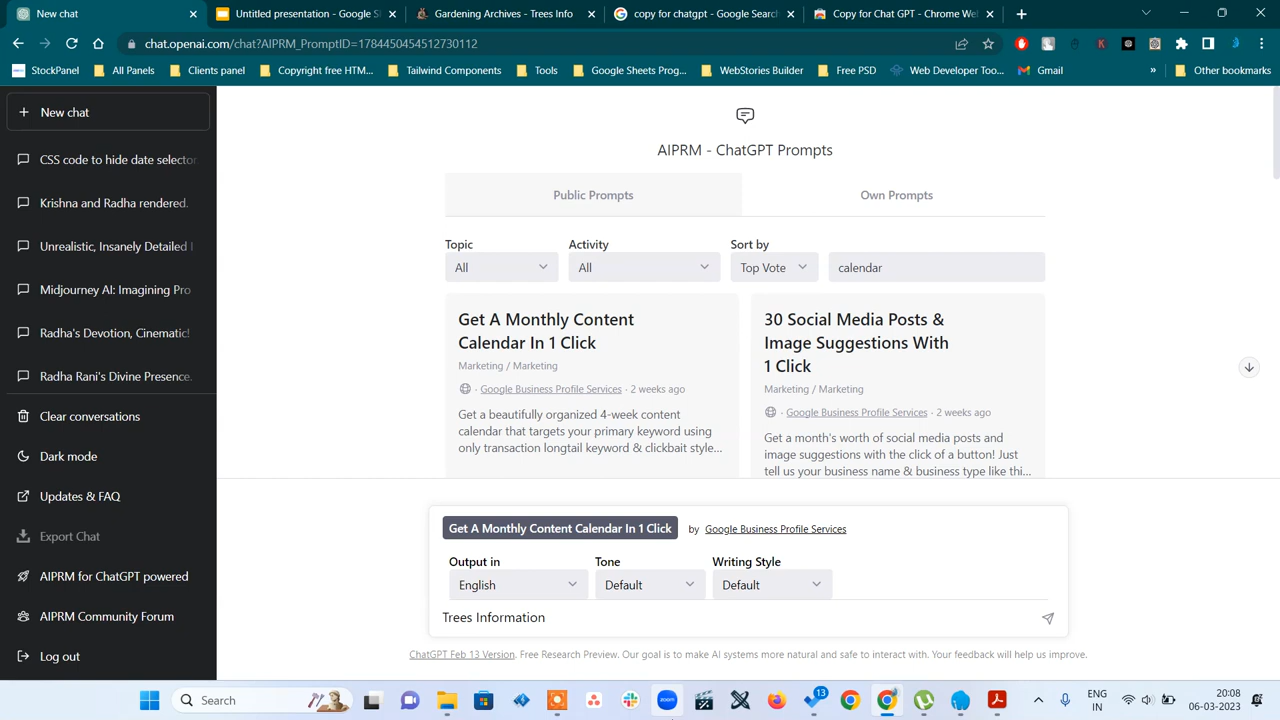 Untitled presentation - Google Sl
Gardening Archives - Trees Info
copy for chatgpt - Google Search
Copy for Chat GPT - Chrome We
chat.openai.com/chat?AIPRM_PromptID=1784450454512730112
StockPanel
All Panels
Clients panel
Copyright free HTM...
Tailwind Components
Tools
Google Sheets Prog...
WebStories Builder
Free PSD
Web Developer Too...
Gmail
»
Other bookmarks
New chat
CSS code to hide date selector
Krishna and Radha rendered.
Unrealistic, Insanely Detailed
Midjourney AI: Imagining Pro
Radha's Devotion, Cinematic!
Radha Rani's Divine Presence.
Clear conversations
Dark mode
Updates & FAQ
Export Chat
AIPRM for ChatGPT powered
AIPRM Community Forum
Log out
AIPRM - ChatGPT Prompts
Public Prompts
Own Prompts
Topic
Activity
Sort by
All
All
Top Vote
calendar
Get A Monthly Content
Calendar In 1 Click
Marketing / Marketing
· Google Business Profile Services · 2 weeks ago
Get a beautifully organized 4-week content
calendar that targets your primary keyword using
only transaction longtail keyword & clickbait style...
30 Social Media Posts &
Image Suggestions With
1 Click
Marketing / Marketing
· Google Business Profile Services · 2 weeks ago
Get a month's worth of social media posts and
image suggestions with the click of a button! Just
tell us your business name & business type like thi...
Get A Monthly Content Calendar In 1 Click by Google Business Profile Services
Output in
Tone
Writing Style
English
Default
Default
Trees Information
ChatGPT Feb 13 Version. Free Research Preview. Our goal is to make AI systems more natural and safe to interact with. Your feedback will help us improve.
Search
zoom
13
ENG
IN
20:08
06-03-2023